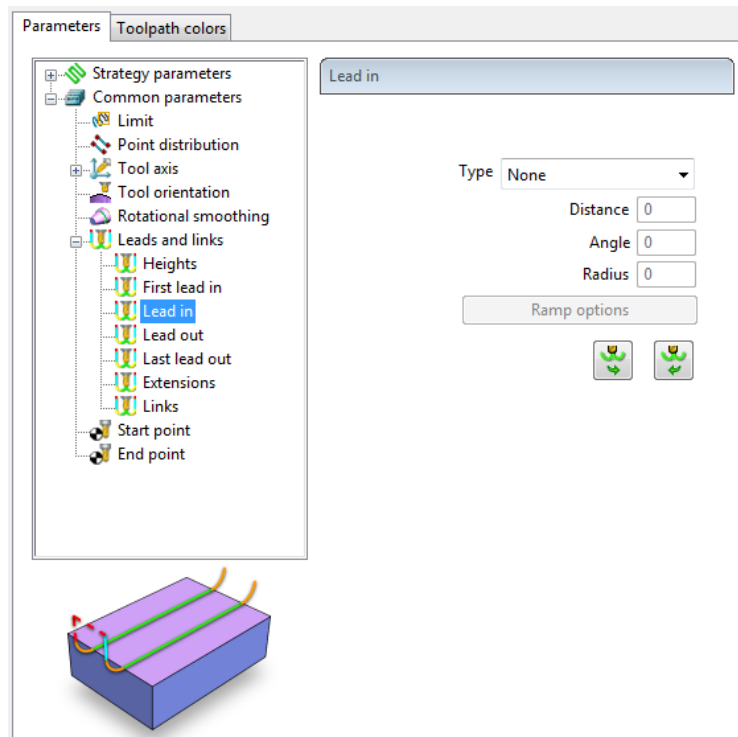 Parameters
Toolpath colors
Strategy parameters
Common parameters
Limit
Point distribution
Tool axis
Tool orientation
Rotational smoothing
Leads and links
Heights
First lead in
Lead in
Lead out
Last lead out
Extensions
Links
Start point
End point
Lead in
Type None
Distance 0
Angle 0
Radius 0
Ramp options